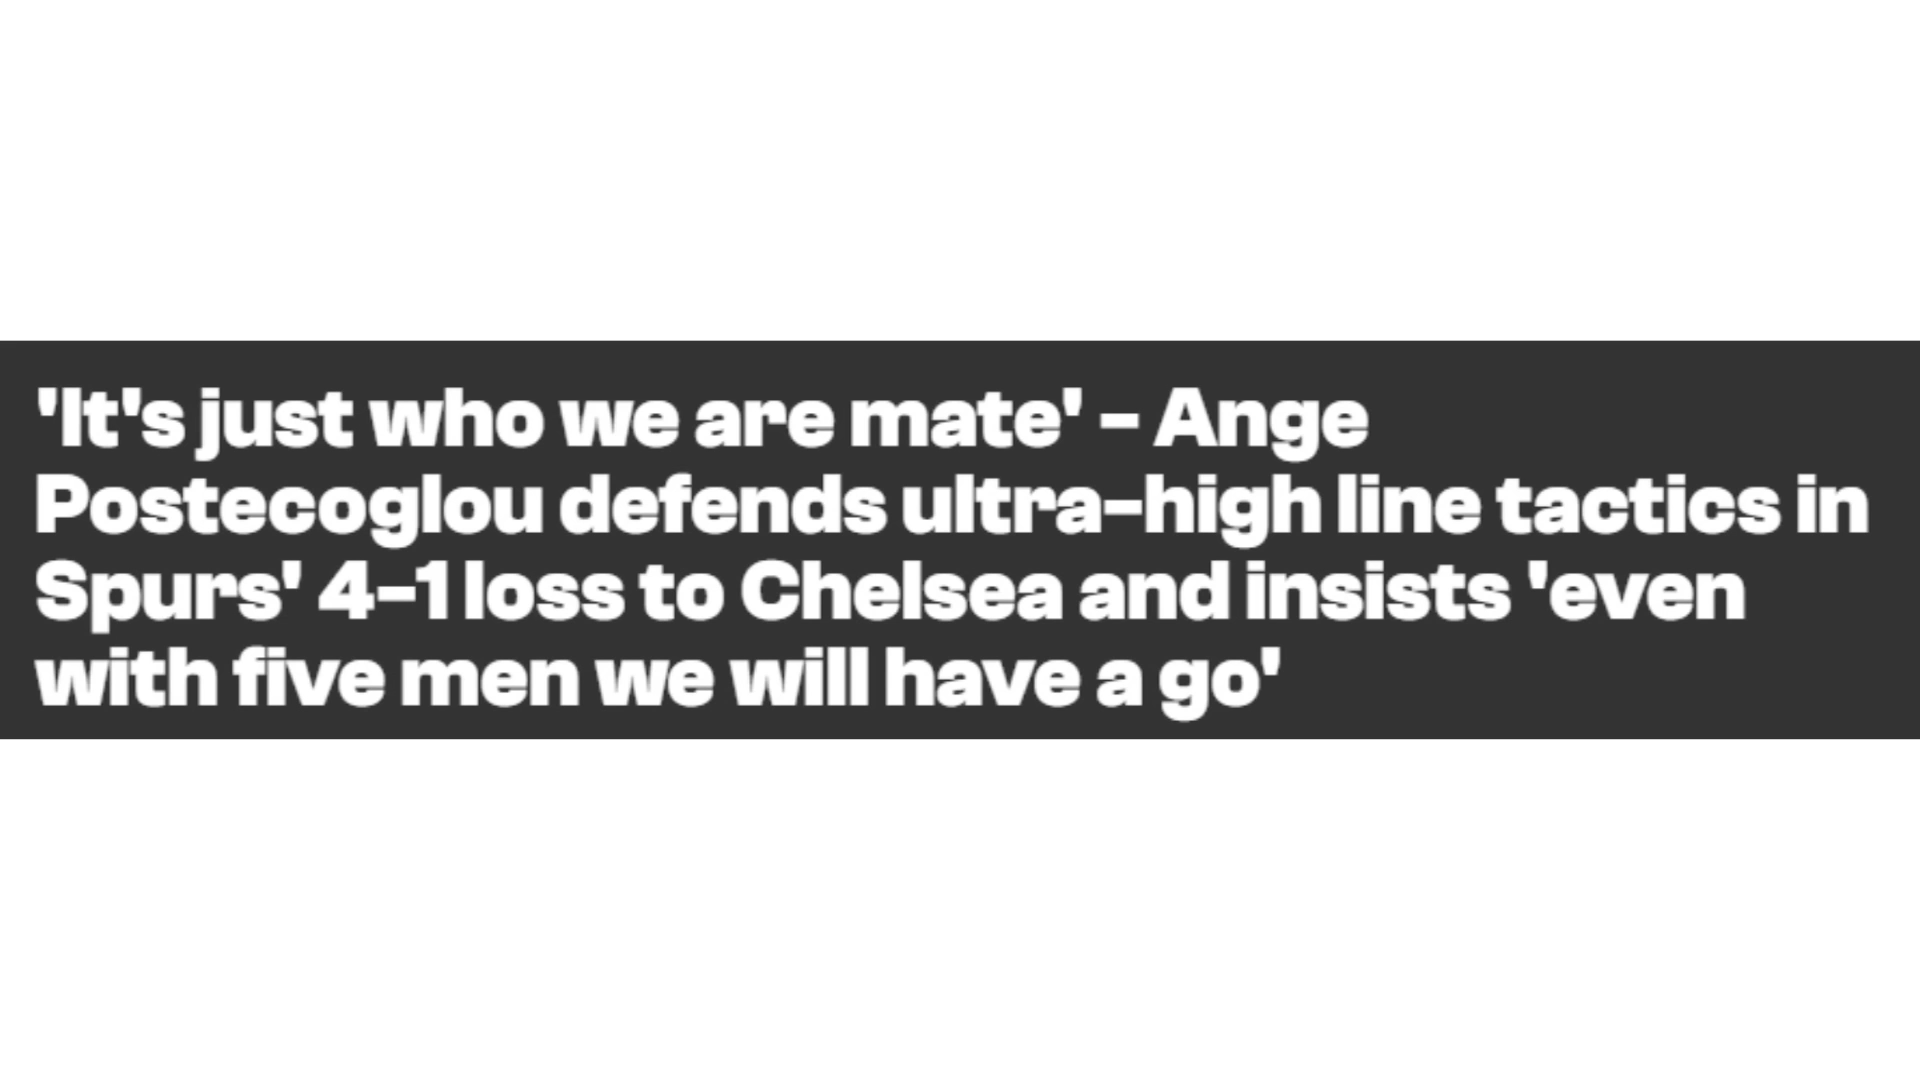 'It's just who we are mate' - Ange
Postecoglou defends ultra-high line tactics in
Spurs' 4-1 loss to Chelsea and insists 'even
with five men we will have a go'